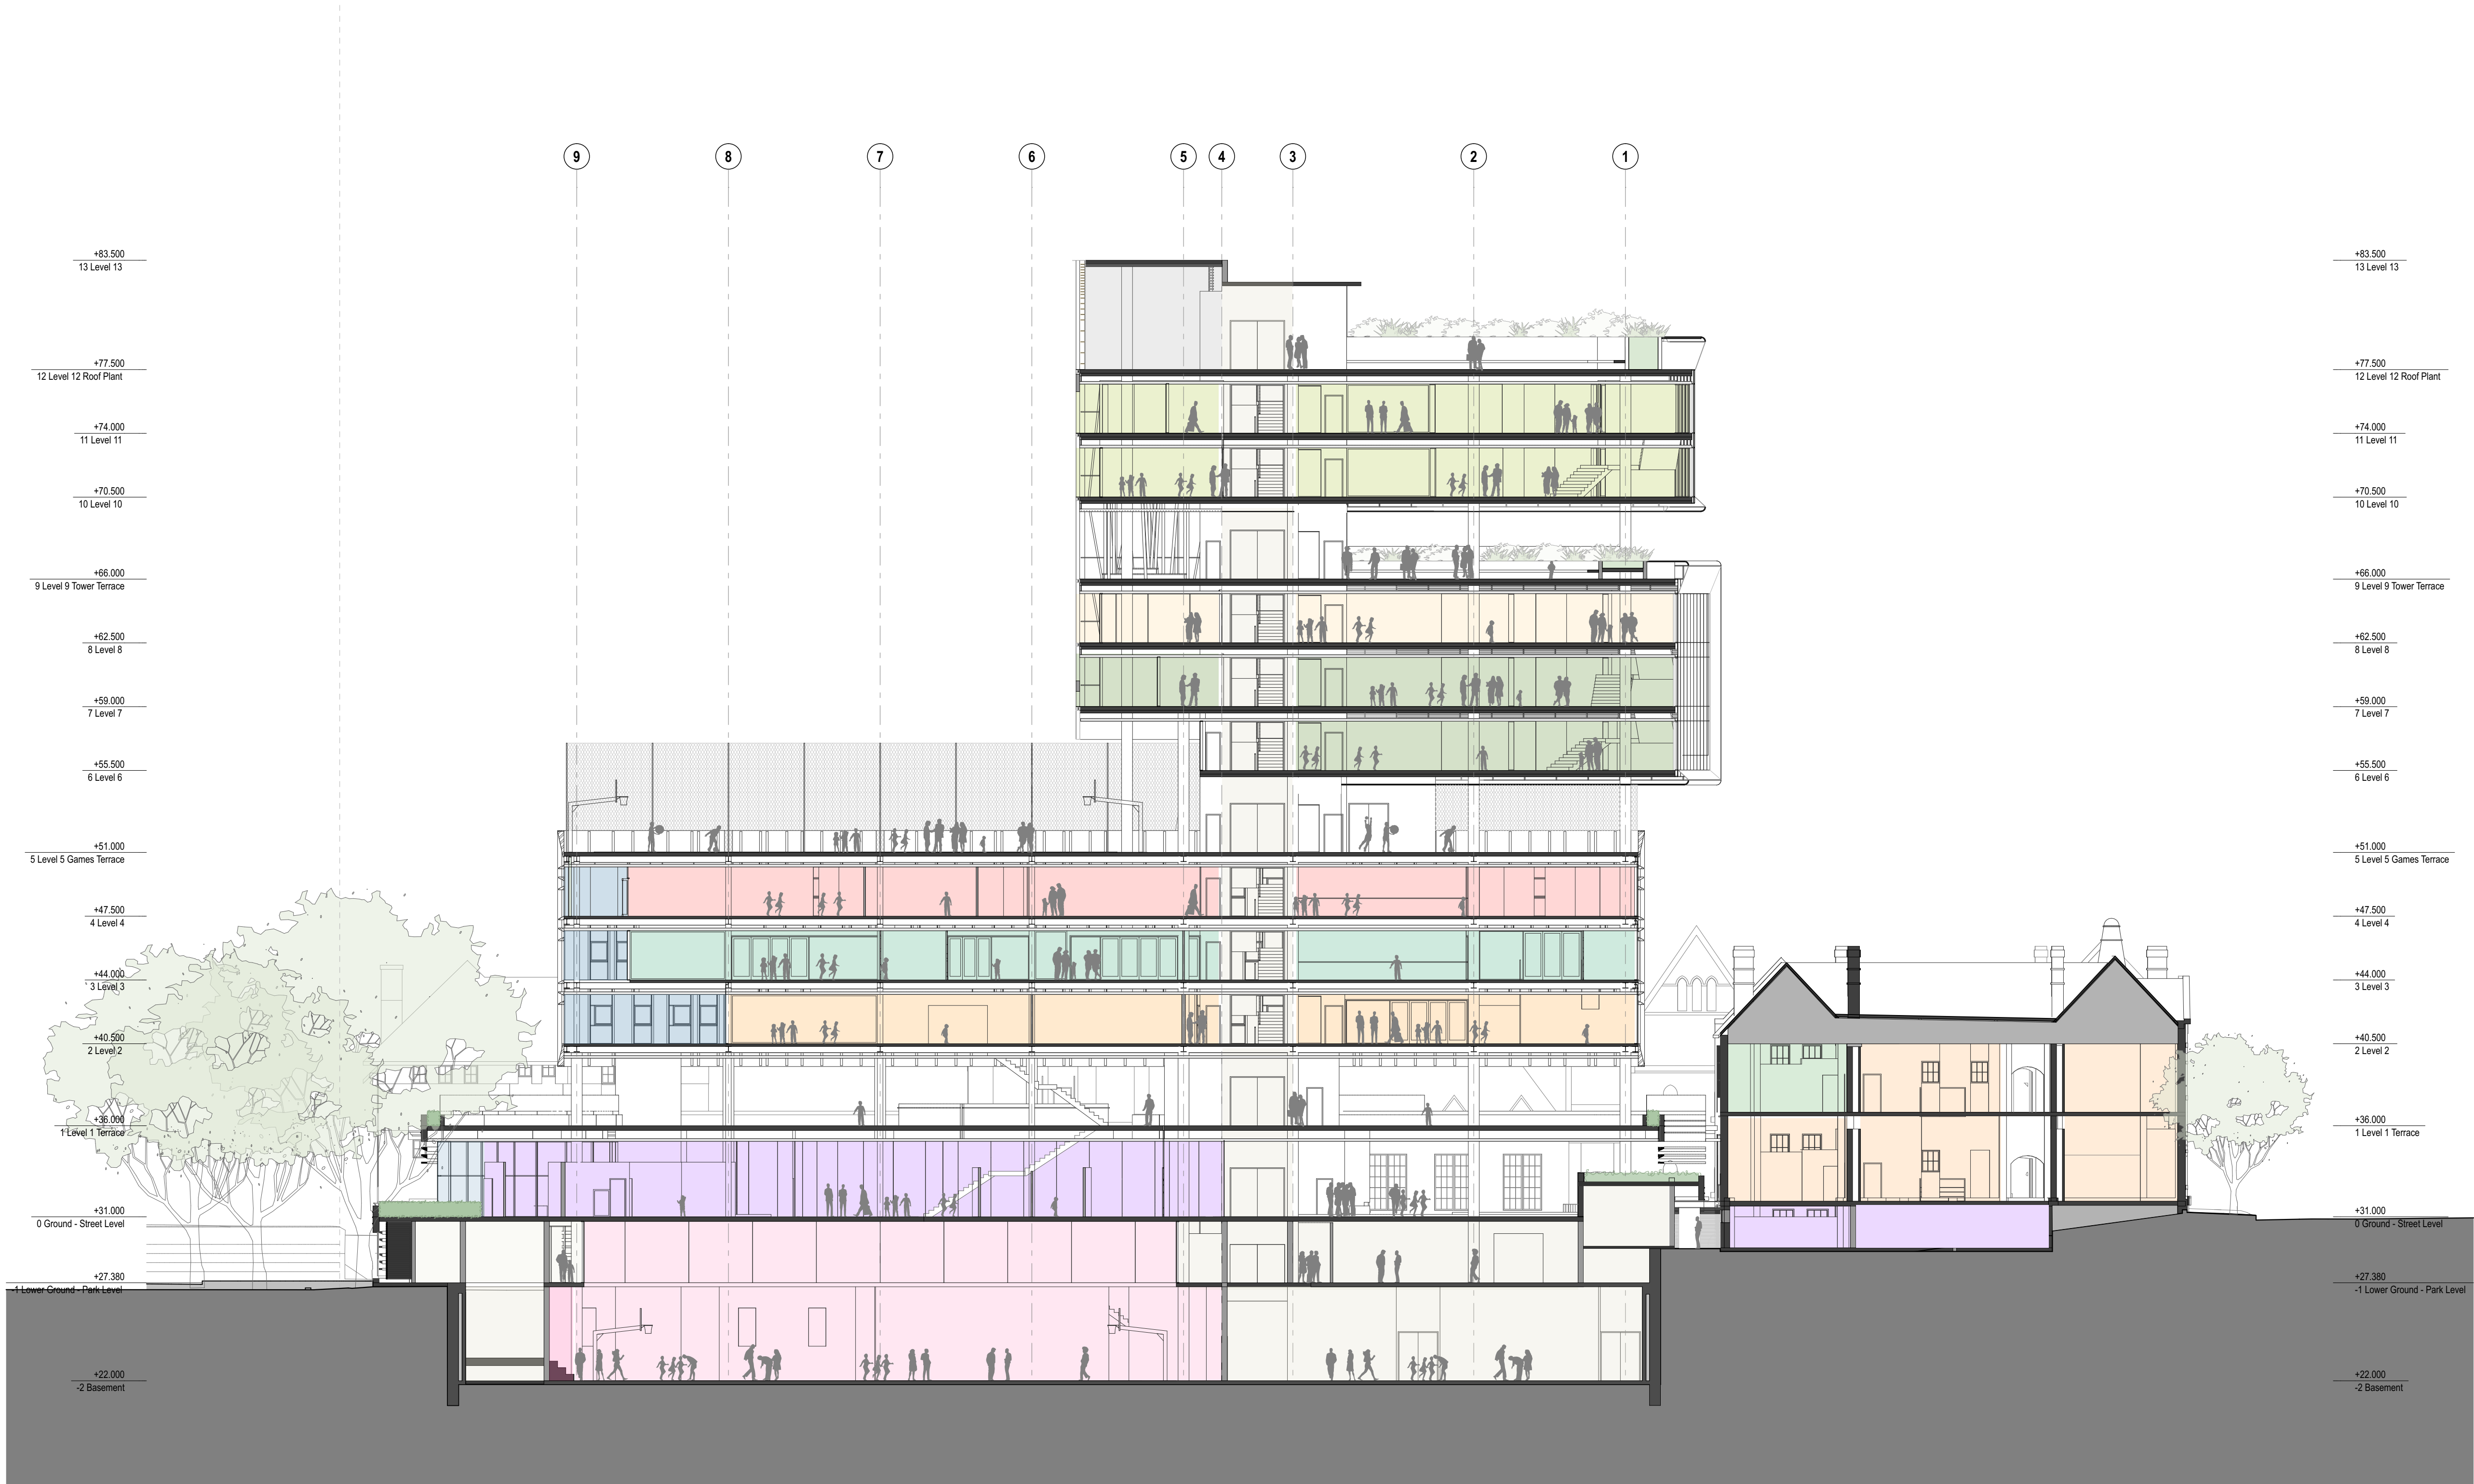 9 8 7 6 5 4 3 2 1
+83.500
13 Level 13
+77.500
12 Level 12 Roof Plant
+74.000
11 Level 11
+70.500
10 Level 10
+66.000
9 Level 9 Tower Terrace
+62.500
8 Level 8
+59.000
7 Level 7
+55.500
6 Level 6
+51.000
5 Level 5 Games Terrace
+47.500
4 Level 4
+44.000
3 Level 3
+40.500
2 Level 2
+36.000
1 Level 1 Terrace
+31.000
0 Ground - Street Level
+27.380
-1 Lower Ground - Park Level
+22.000
-2 Basement
+83.500
13 Level 13
+77.500
12 Level 12 Roof Plant
+74.000
11 Level 11
+70.500
10 Level 10
+66.000
9 Level 9 Tower Terrace
+62.500
8 Level 8
+59.000
7 Level 7
+55.500
6 Level 6
+51.000
5 Level 5 Games Terrace
+47.500
4 Level 4
+44.000
3 Level 3
+40.500
2 Level 2
+36.000
1 Level 1 Terrace
+31.000
0 Ground - Street Level
+27.380
-1 Lower Ground - Park Level
+22.000
-2 Basement